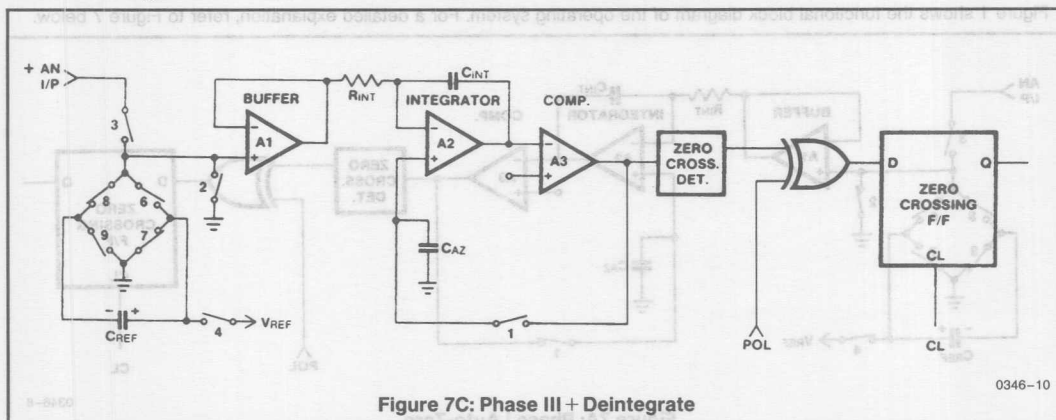 Figure 1 shows the functional block diagram of the operating system. For a detailed explanation, refer to Figure 7 below.
+ AN
I/P
3
BUFFER
A1
RINT
CINT
INTEGRATOR
A2
COMP.
A3
ZERO
CROSS.
DET.
D
Q
ZERO
CROSSING
F/F
CL
2
8
6
9
7
CAZ
- +
CREF
4
VREF
1
POL
CL
0346-10
Figure 7C: Phase III + Deintegrate